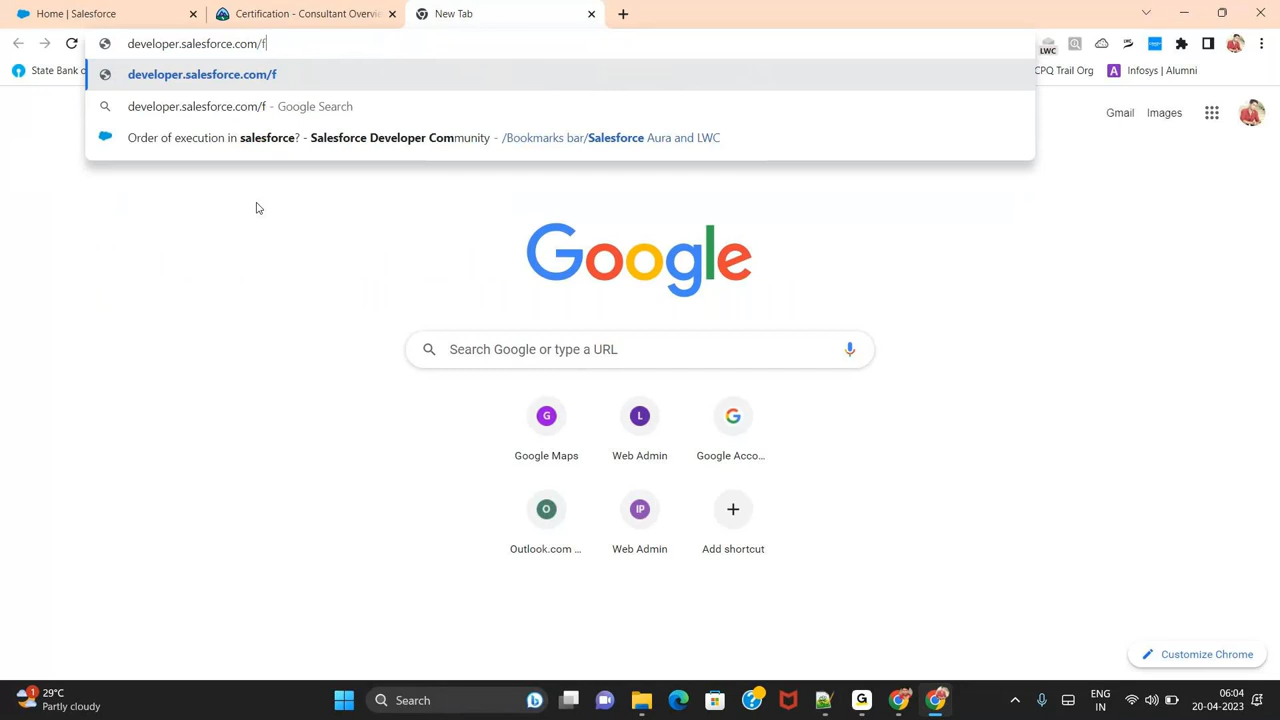 Home | Salesforce
Certification - Consultant Overvie
New Tab
developer.salesforce.com/f
LWC
State Bank o
CPQ Trail Org
A
Infosys | Alumni
developer.salesforce.com/f
developer.salesforce.com/f - Google Search
Order of execution in salesforce? - Salesforce Developer Community - /Bookmarks bar/Salesforce Aura and LWC
Gmail
Images
Google
Search Google or type a URL
G
L
G
Google Maps
Web Admin
Google Acco...
O
IP
Outlook.com ...
Web Admin
Add shortcut
Customize Chrome
1
29°C
Partly cloudy
Search
G
ENG
IN
06:04
20-04-2023